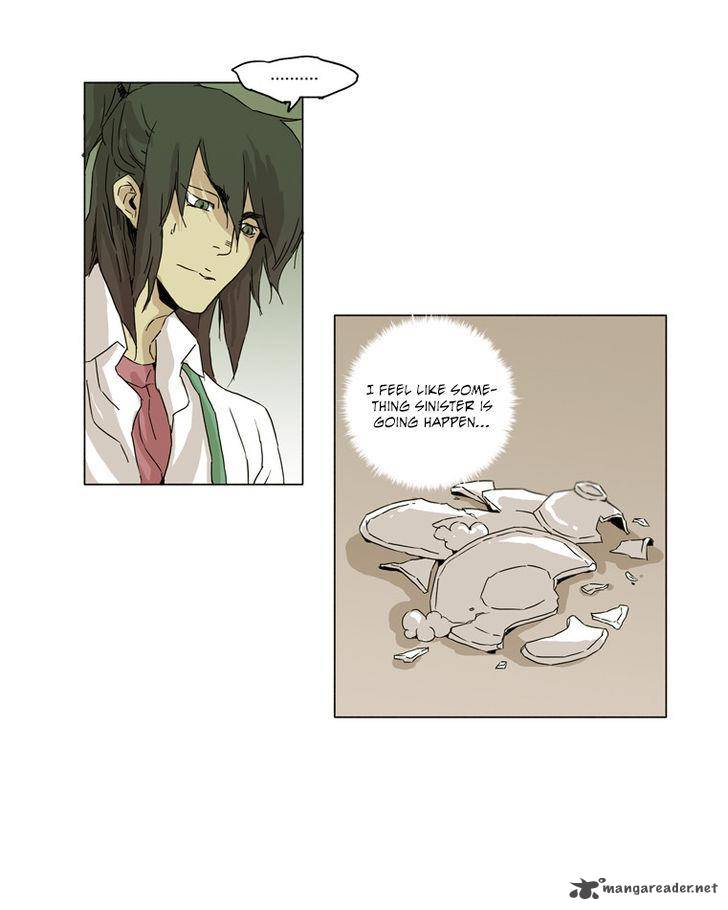 ..........
I FEEL LIKE SOME-
THING SINISTER IS
GOING HAPPEN...
mangareader.net